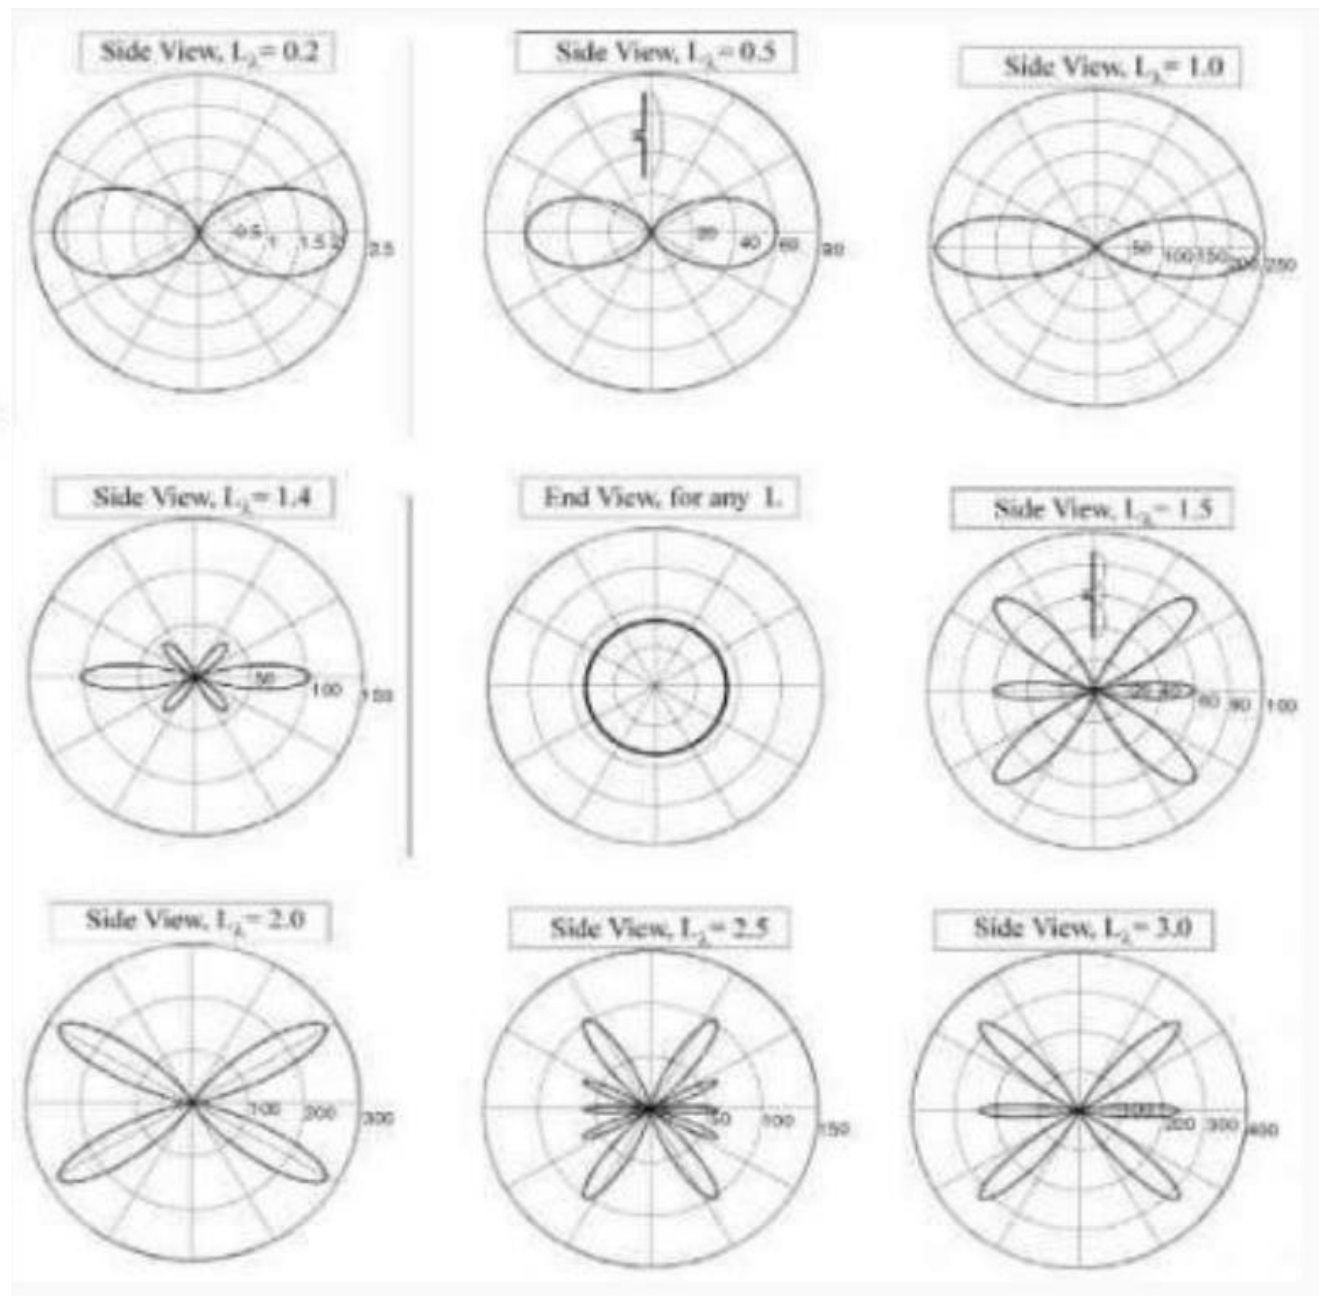 Side View, Lλ= 0.2
Side View, Lλ= 0.5
Side View, Lλ= 1.0
0.5 1 1.5 2 2.5
20 40 60 80
50 100 150 200 250
Side View, Lλ= 1.4
End View, for any L
Side View, Lλ= 1.5
50 100 150
20 40 60 80 100
Side View, Lλ= 2.0
Side View, Lλ= 2.5
Side View, Lλ= 3.0
100 200 300
50 100 150
100 200 300 400